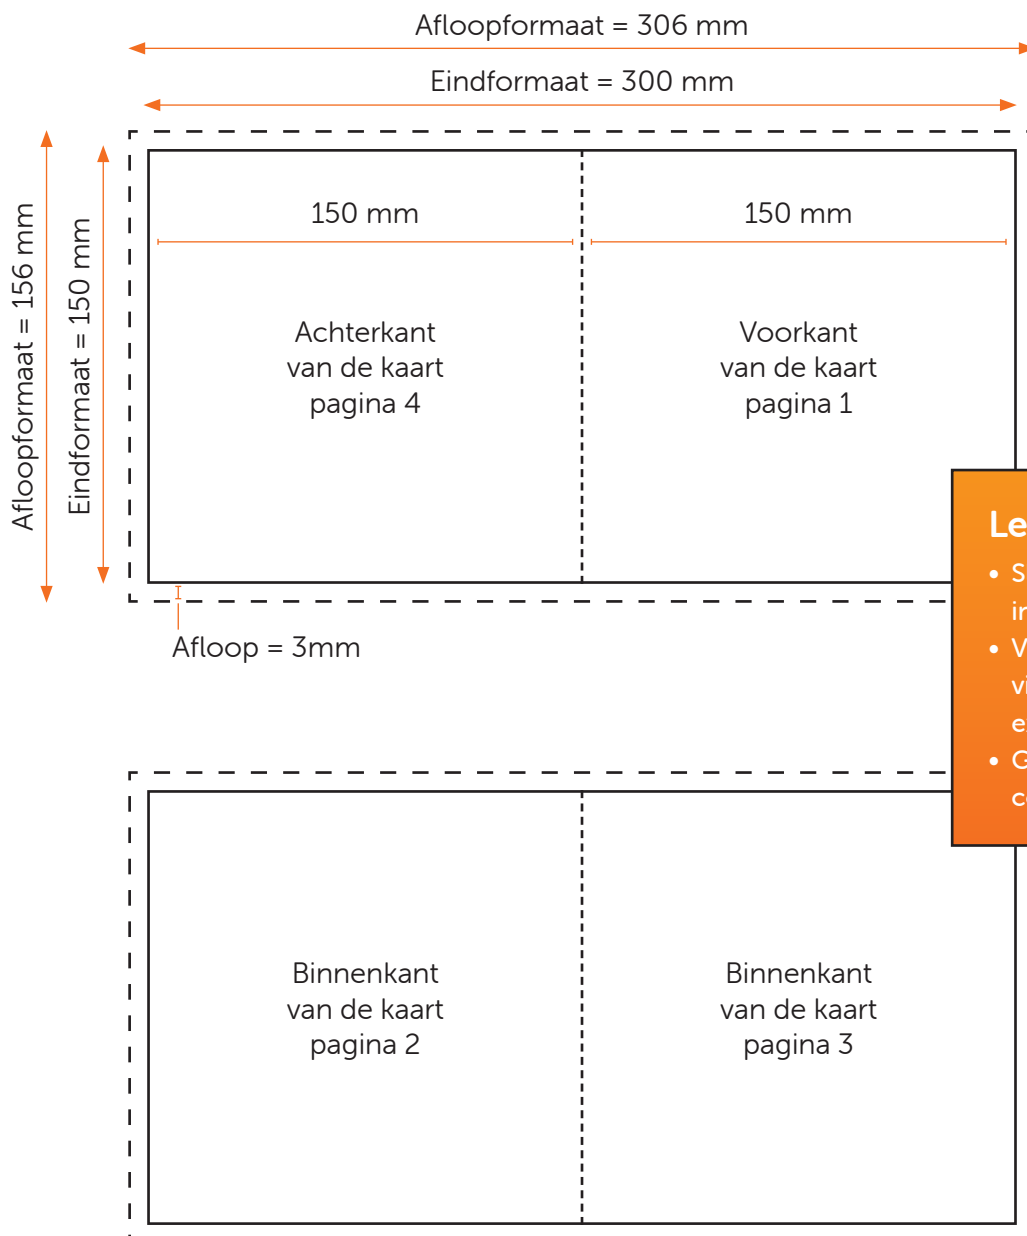 Afloopformaat = 306 mm
Eindformaat = 300 mm
Afloopformaat = 156 mm
Eindformaat = 150 mm
150 mm
150 mm
Achterkant
van de kaart
pagina 4
Voorkant
van de kaart
pagina 1
Afloop = 3mm
Binnenkant
van de kaart
pagina 2
Binnenkant
van de kaart
pagina 3